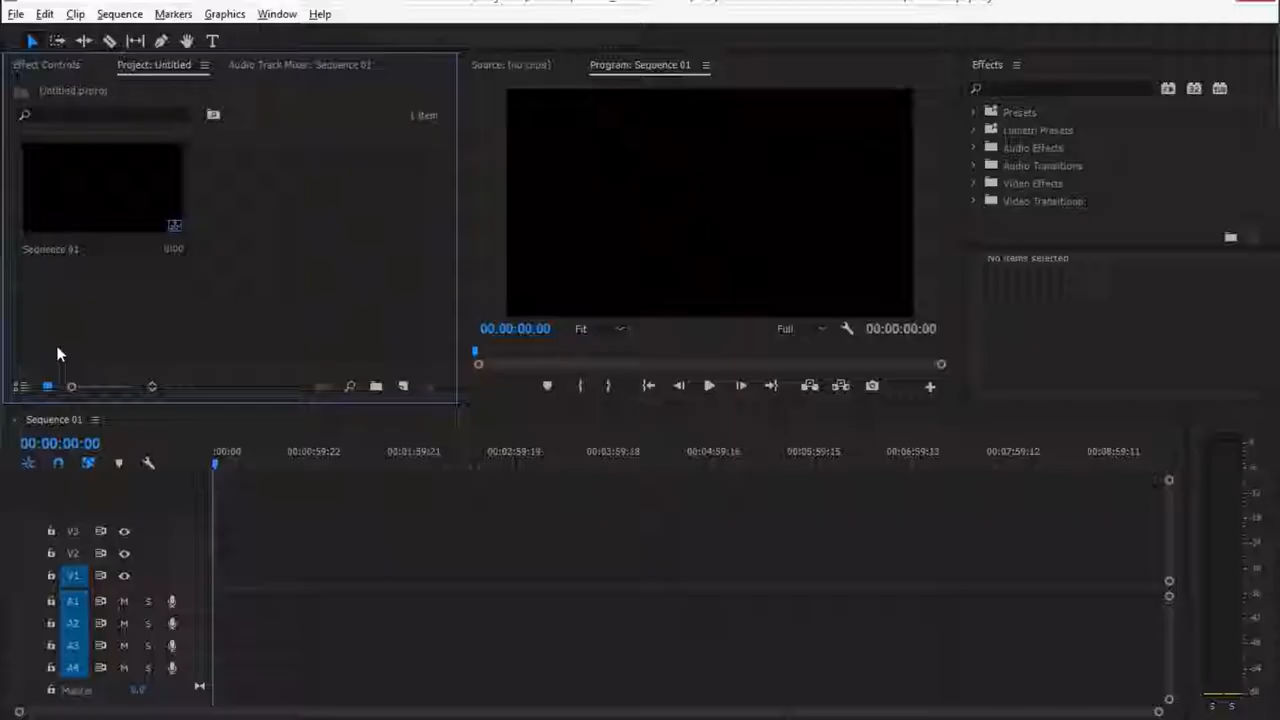 File Edit Clip Sequence Markers Graphics Window Help
Effect Controls Project: Untitled Audio Track Mixer: Sequence 01 Source: (no clips) Program: Sequence 01 Effects
Untitled.prproj
1 Item
Presets
Lumetri Presets
Audio Effects
Audio Transitions
Video Effects
Video Transitions
Sequence 01 0:00
No items selected
00:00:00:00 Fit Full 00:00:00:00
Sequence 01
00:00:00:00
:00:00 00:00:59:22 00:01:59:21 00:02:59:19 00:03:59:18 00:04:59:16 00:05:59:15 00:06:59:13 00:07:59:12 00:08:59:11
V3
V2
V1
A1 M S
A2 M S
A3 M S
A4 M S
Master 0.0
S S